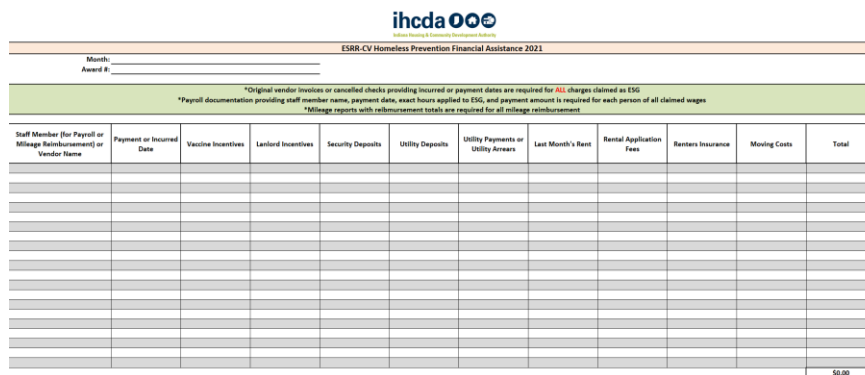 ihcda
Indiana Housing & Community Development Authority
ESRR-CV Homeless Prevention Financial Assistance 2021
Month:
Award #:
*Original vendor invoices or cancelled checks providing incurred or payment dates are required for ALL charges claimed as ESG
*Payroll documentation providing staff member name, payment date, exact hours applied to ESG, and payment amount is required for each person of all claimed wages
*Mileage reports with reibmursement totals are required for all mileage reimbursement
Staff Member (for Payroll or
Mileage Reimbursement) or
Vendor Name
Payment or Incurred
Date
Vaccine Incentives
Lanlord Incentives
Security Deposits
Utility Deposits
Utility Payments or
Utility Arrears
Last Month's Rent
Rental Application
Fees
Renters Insurance
Moving Costs
Total
$0.00